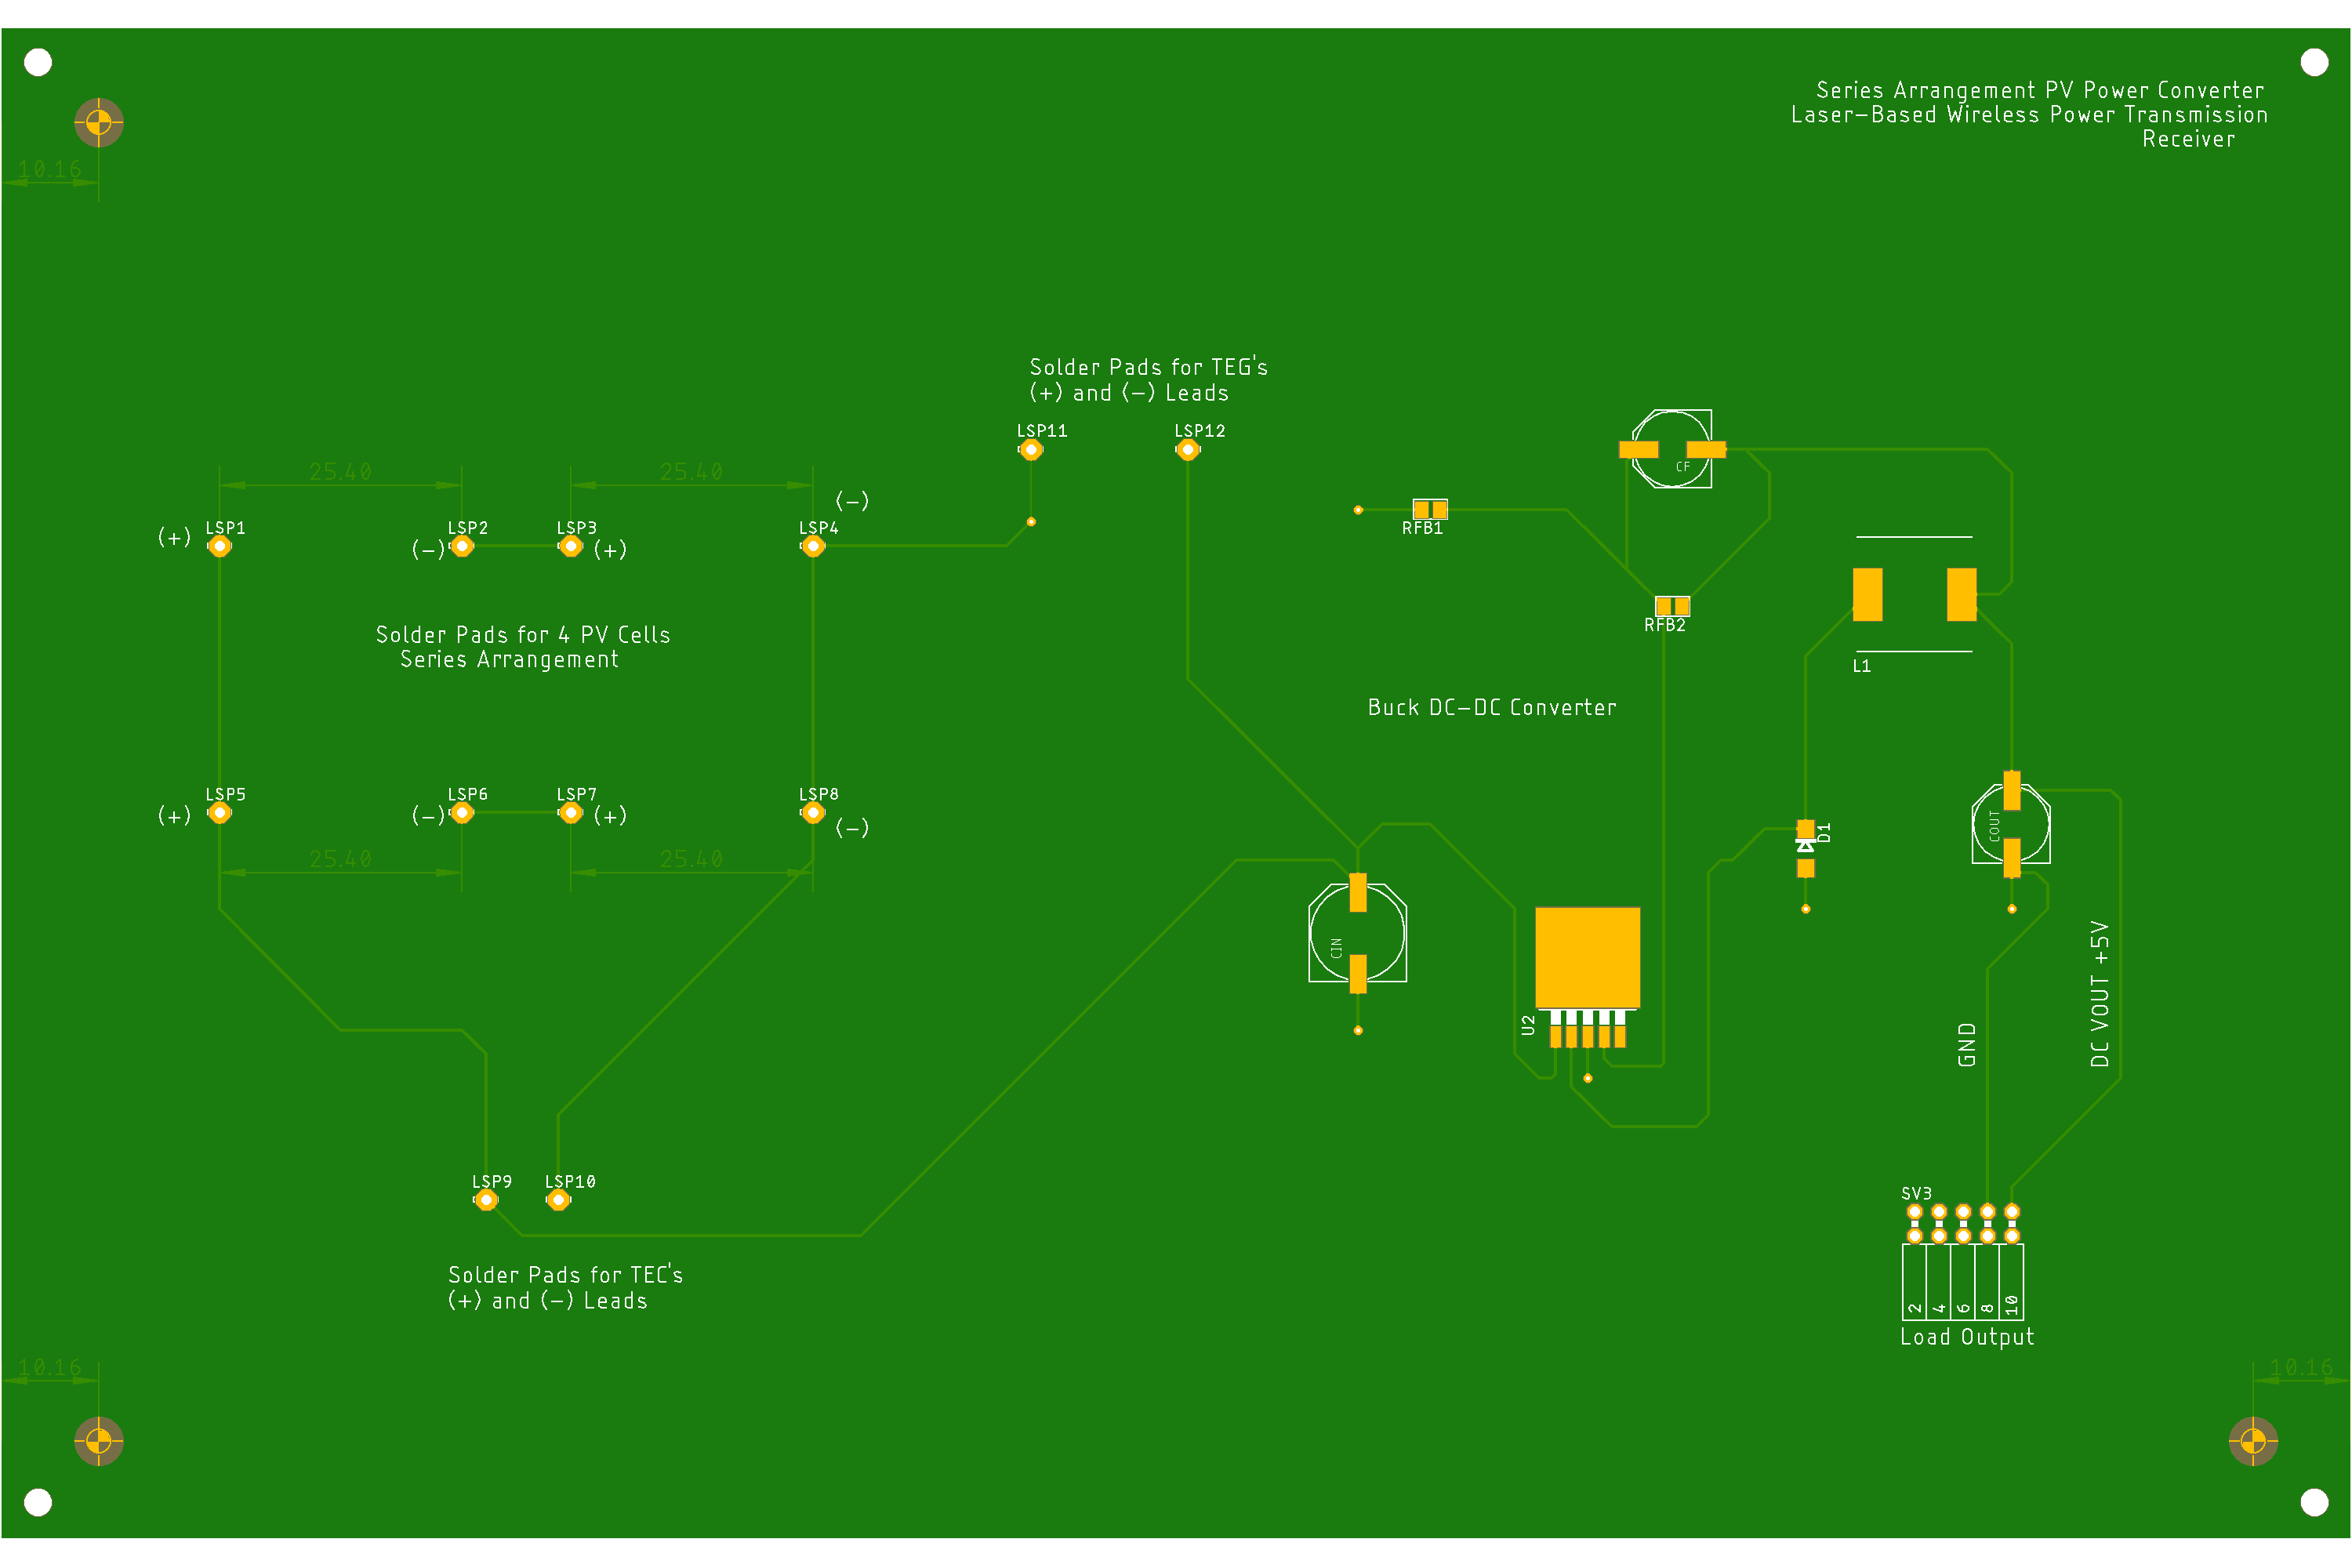 Series Arrangement PV Power Converter
Laser-Based Wireless Power Transmission
Receiver
10.16
Solder Pads for TEG's
(+) and (-) Leads
LSP11
LSP12
25.40
25.40
CF
(-)
(+)
LSP1
LSP2
(-)
LSP3
(+)
LSP4
RFB1
RFB2
Solder Pads for 4 PV Cells
Series Arrangement
L1
Buck DC-DC Converter
(+)
LSP5
(-)
LSP6
LSP7
(+)
LSP8
(-)
D1
COUT
25.40
25.40
CIN
U2
GND
DC VOUT +5V
LSP9
LSP10
SV3
Solder Pads for TEC's
(+) and (-) Leads
2
4
6
8
10
Load Output
10.16
10.16